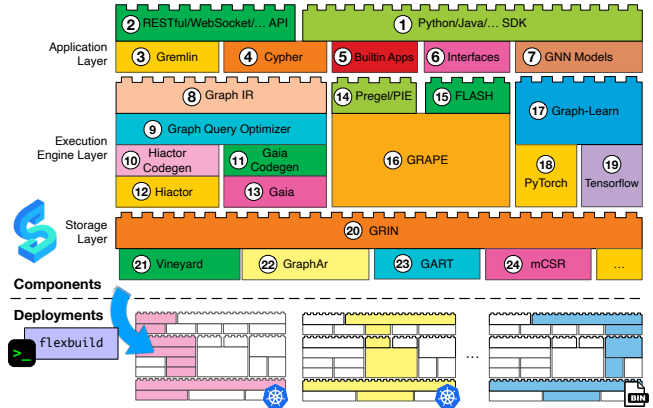 2 RESTful/WebSocket/... API
1 Python/Java/... SDK
Application
Layer
3 Gremlin
4 Cypher
5 Builtin Apps
6 Interfaces
7 GNN Models
8 Graph IR
14 Pregel/PIE
15 FLASH
17 Graph-Learn
9 Graph Query Optimizer
Execution
Engine Layer
10 Hiactor
Codegen
11 Gaia
Codegen
16 GRAPE
18
PyTorch
19
Tensorflow
12 Hiactor
13 Gaia
Storage
Layer
20 GRIN
21 Vineyard
22 GraphAr
23 GART
24 mCSR
...
Components
Deployments
flexbuild
>_
...
BIN